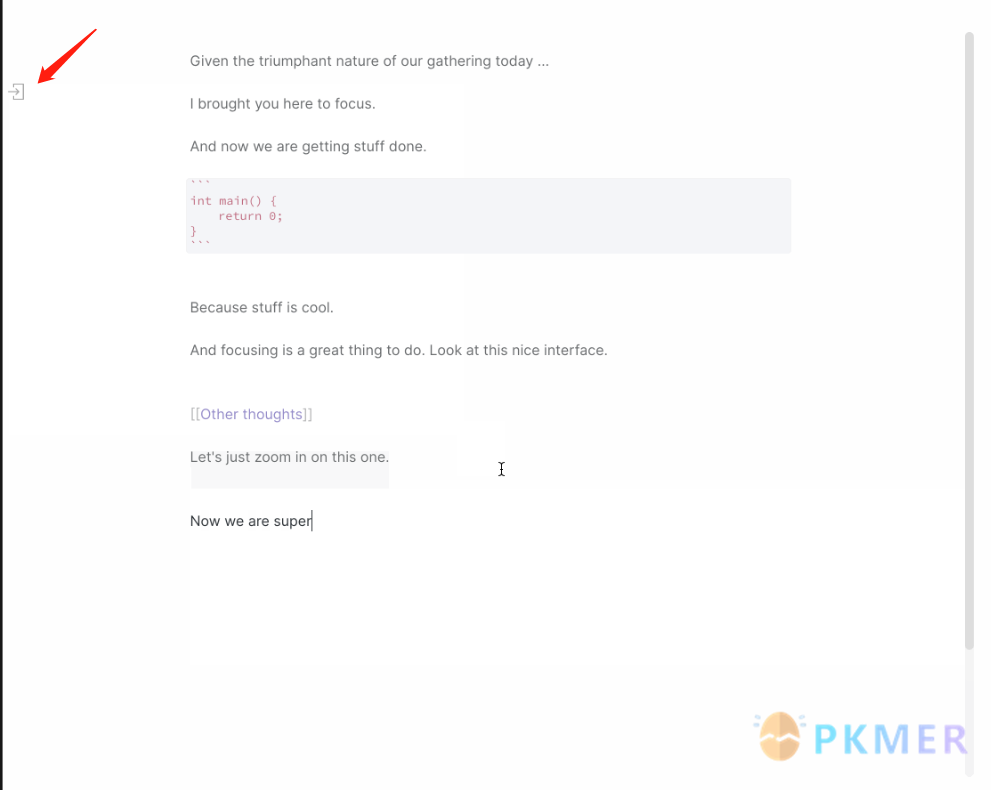 Given the triumphant nature of our gathering today ...
I brought you here to focus.
And now we are getting stuff done.
```
int main() {
    return 0;
}
```
Because stuff is cool.
And focusing is a great thing to do. Look at this nice interface.
[[Other thoughts]]
Let's just zoom in on this one.
Now we are super
PKMER